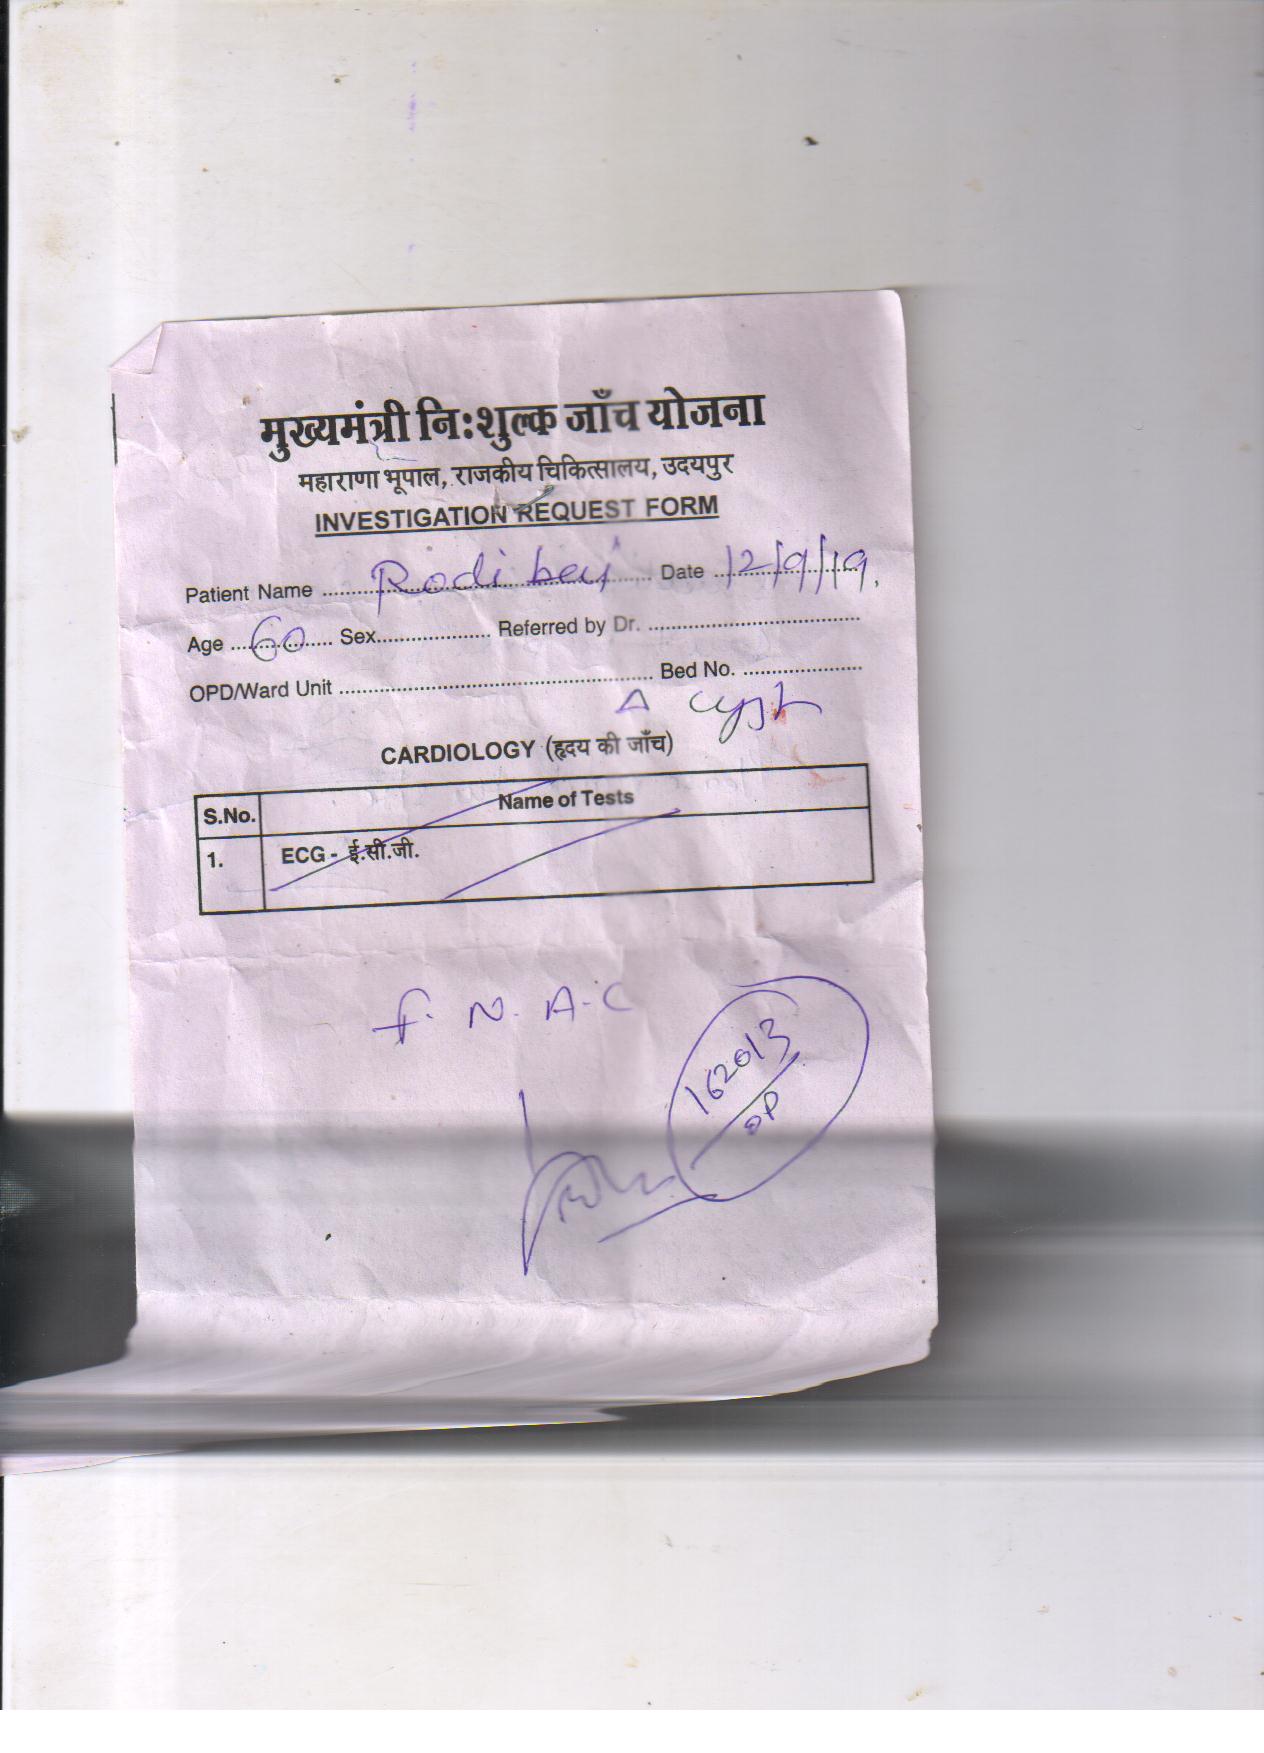 मुख्यमंत्री निःशुल्क जाँच योजना
महाराणा भूपाल, राजकीय चिकित्सालय, उदयपुर
INVESTIGATION REQUEST FORM
Patient Name Rodi bai Date 12/9/19,
Age 60 Sex Referred by Dr.
OPD/Ward Unit Bed No.
Δ cyst
CARDIOLOGY (हृदय की जाँच)
S.No. Name of Tests
1. ECG - ई.सी.जी.
F. N. A-C
162013
OP